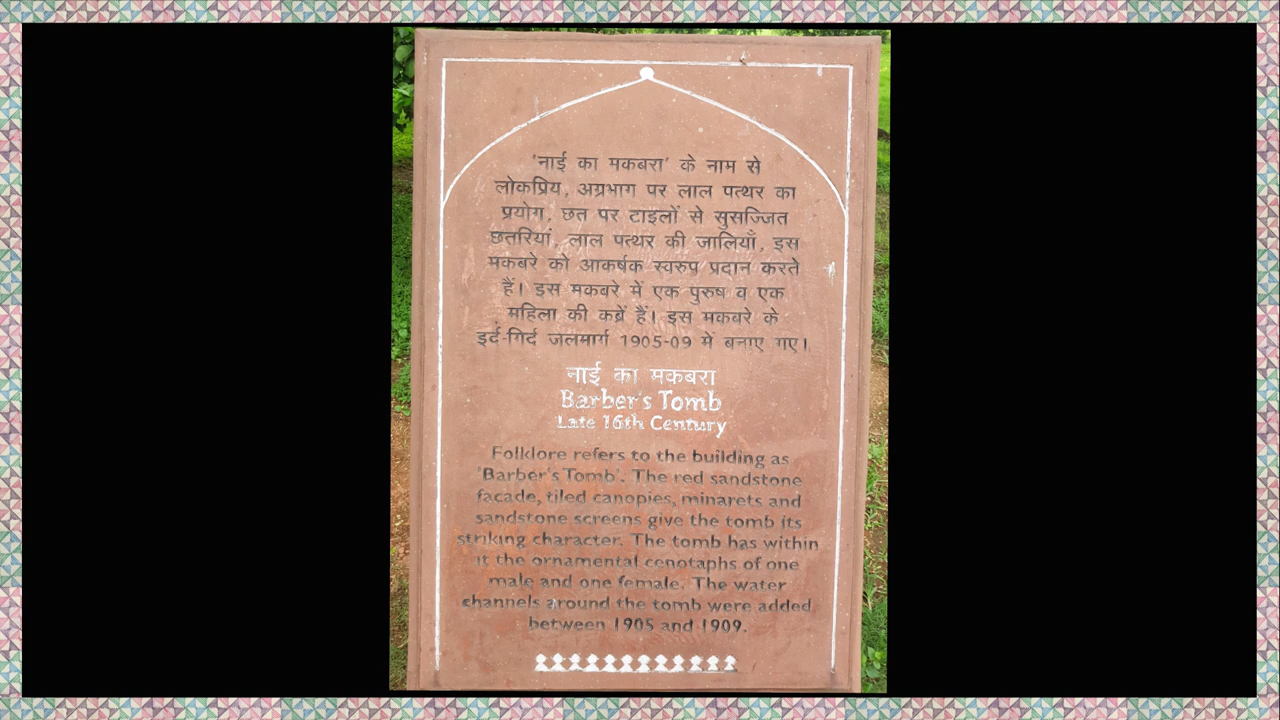 'नाई का मकबरा' के नाम से
लोकप्रिय, अग्रभाग पर लाल पत्थर का
प्रयोग, छत पर टाइलों से सुसज्जित
छतरियां, लाल पत्थर की जालियाँ, इस
मकबरे को आकर्षक स्वरुप प्रदान करते
हैं। इस मकबरे में एक पुरुष व एक
महिला की कब्रें हैं। इस मकबरे के
इर्द-गिर्द जलमार्ग 1905-09 में बनाए गए।
नाई का मकबरा
Barber's Tomb
Late 16th Century
Folklore refers to the building as
'Barber's Tomb'. The red sandstone
facade, tiled canopies, minarets and
sandstone screens give the tomb its
striking character. The tomb has within
it the ornamental cenotaphs of one
male and one female. The water
channels around the tomb were added
between 1905 and 1909.